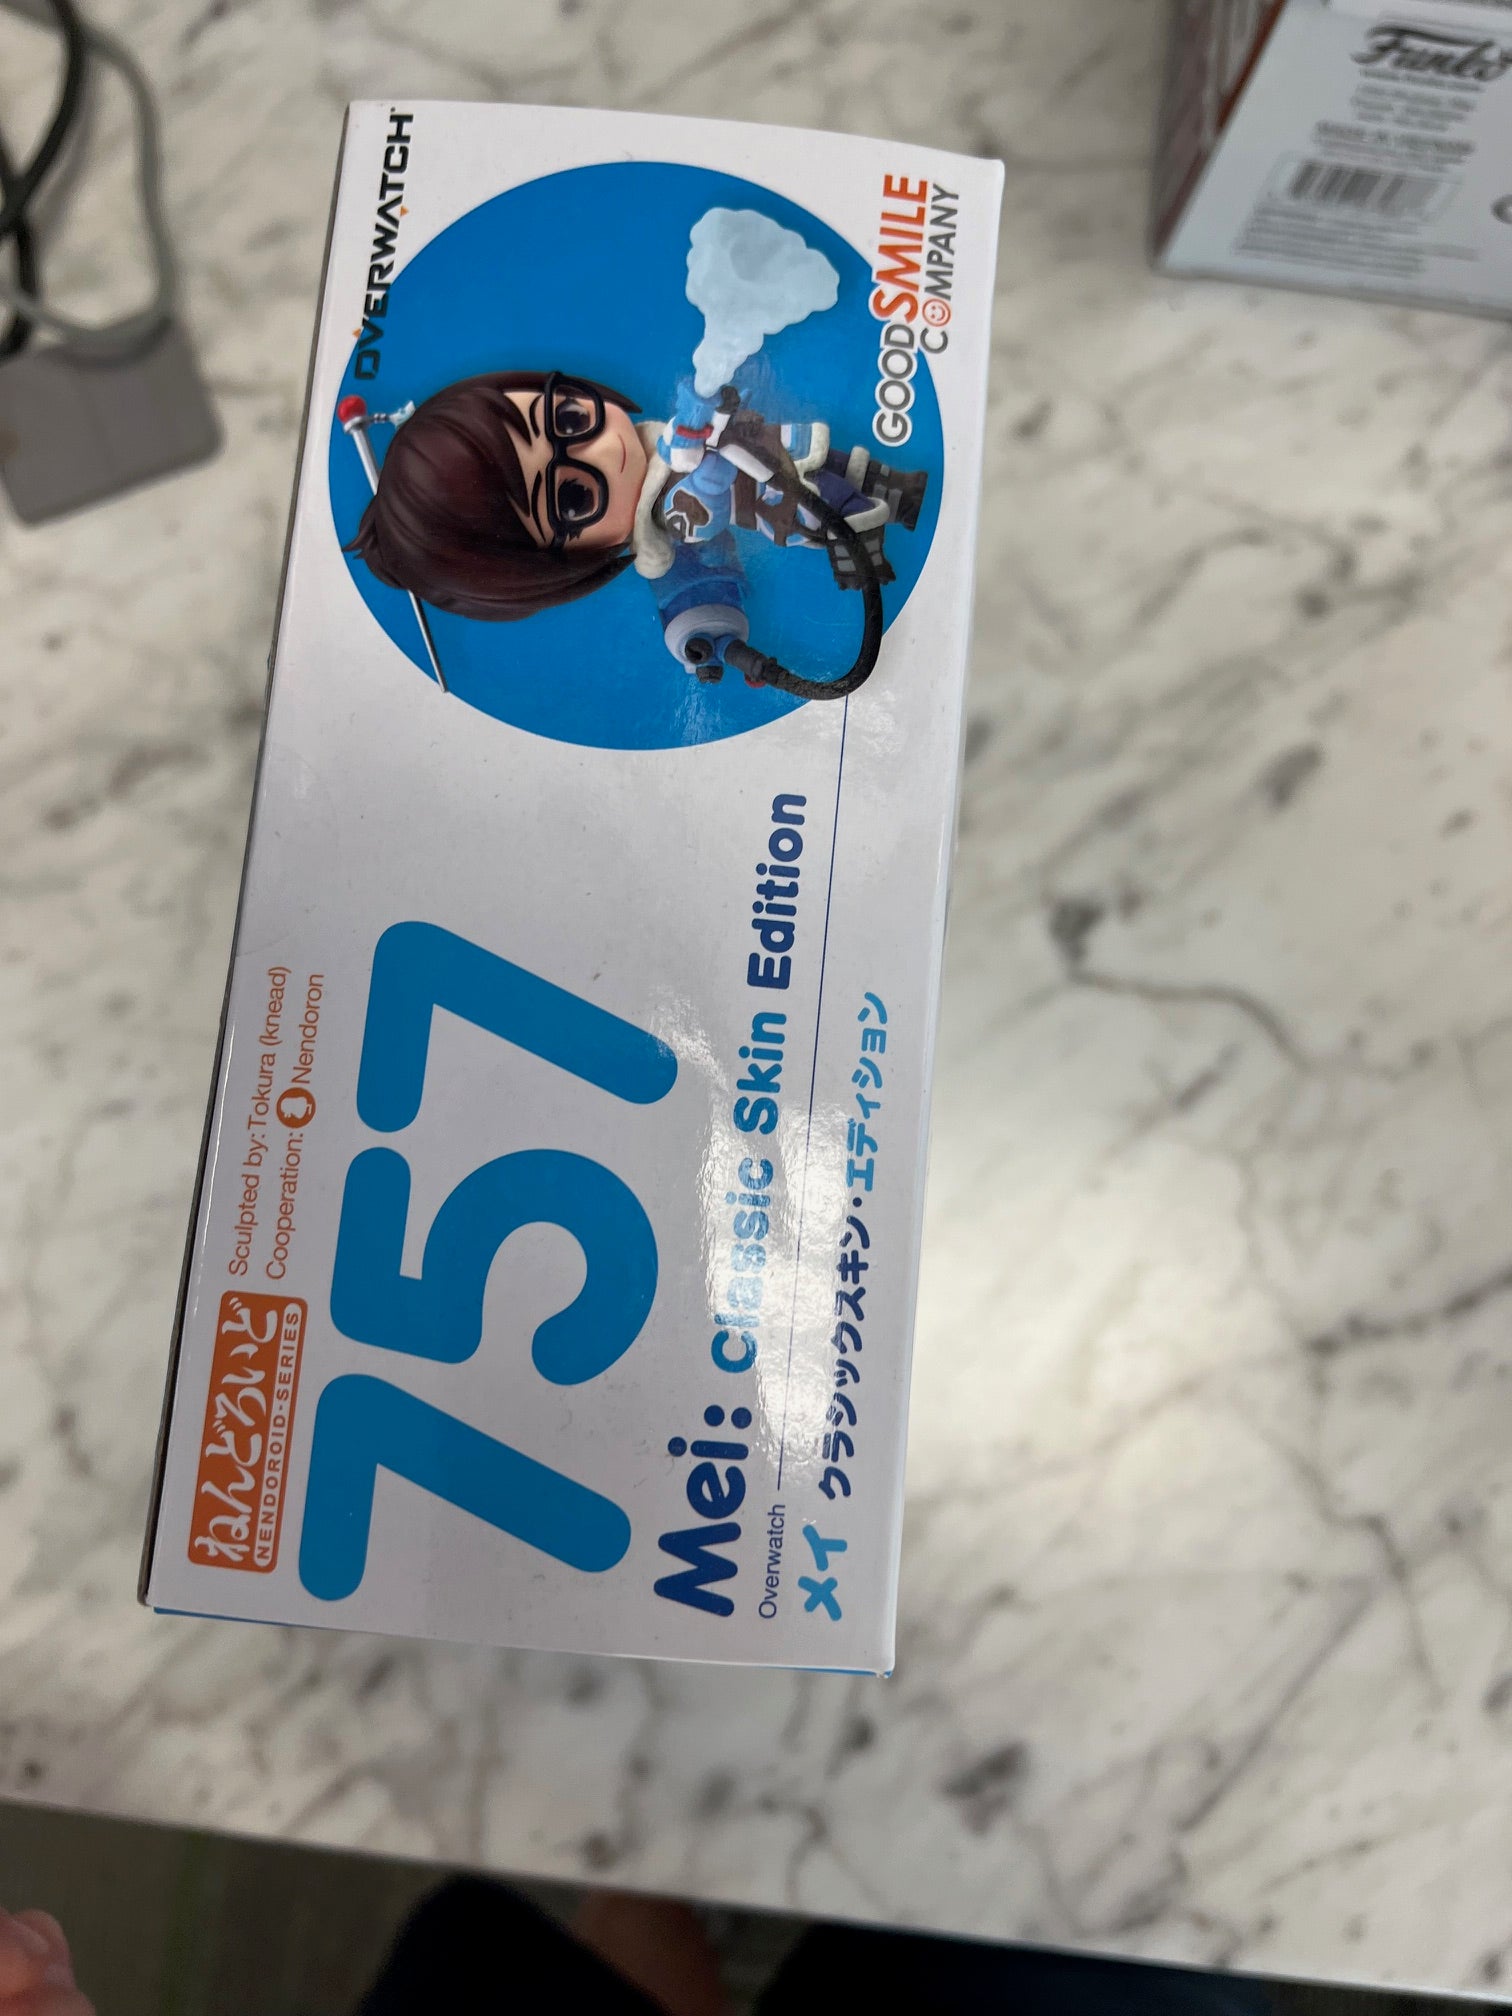 ねんどろいど
NENDOROID-SERIES
Sculpted by: Tokura (knead)
Cooperation: Nendoron
757
Mei: Classic Skin Edition
Overwatch
メイ クラシックスキン・エディション
OVERWATCH
GOOD SMILE
COMPANY
Funko